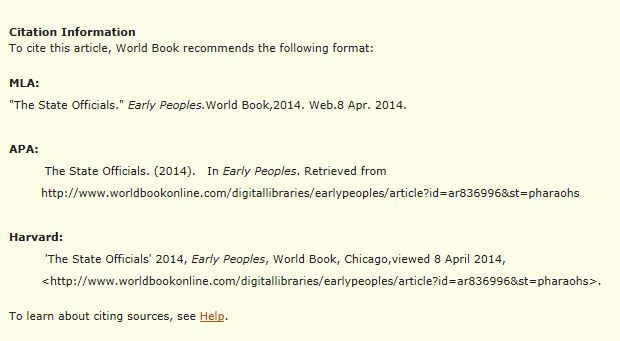 Citation Information
To cite this article, World Book recommends the following format:
MLA:
"The State Officials." Early Peoples.World Book,2014. Web.8 Apr. 2014.
APA:
The State Officials. (2014). In Early Peoples. Retrieved from
http://www.worldbookonline.com/digitallibraries/earlypeoples/article?id=ar836996&st=pharaohs
Harvard:
'The State Officials' 2014, Early Peoples, World Book, Chicago,viewed 8 April 2014,
<http://www.worldbookonline.com/digitallibraries/earlypeoples/article?id=ar836996&st=pharaohs>.
To learn about citing sources, see Help.